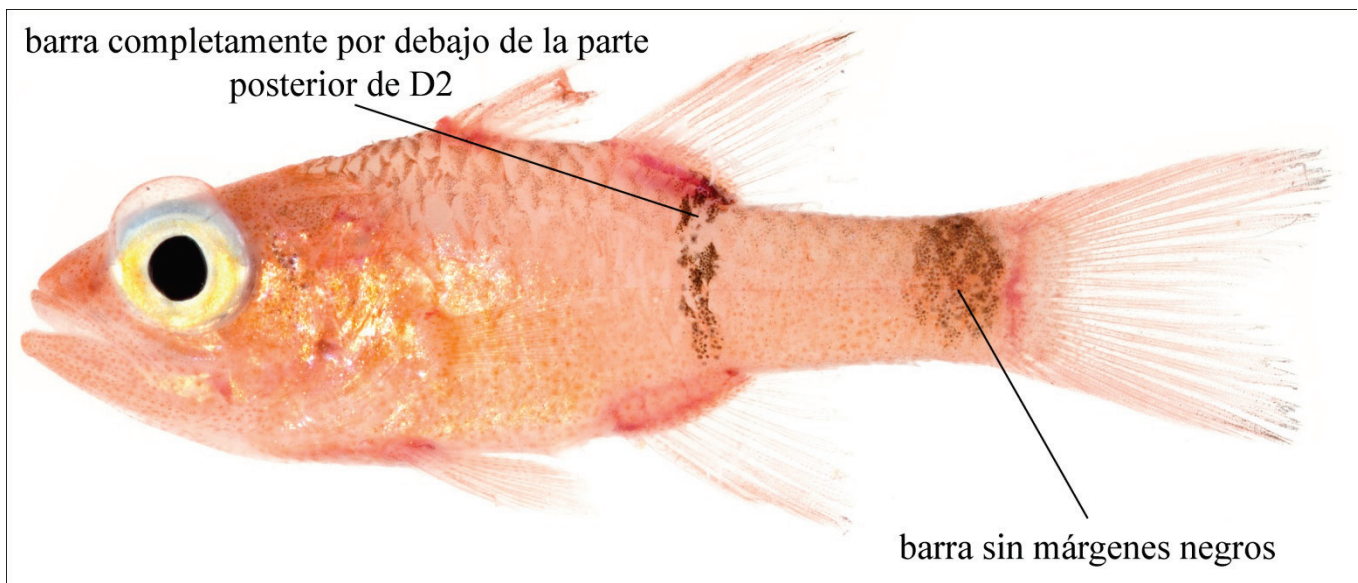 barra completamente por debajo de la parte
posterior de D2
barra sin márgenes negros